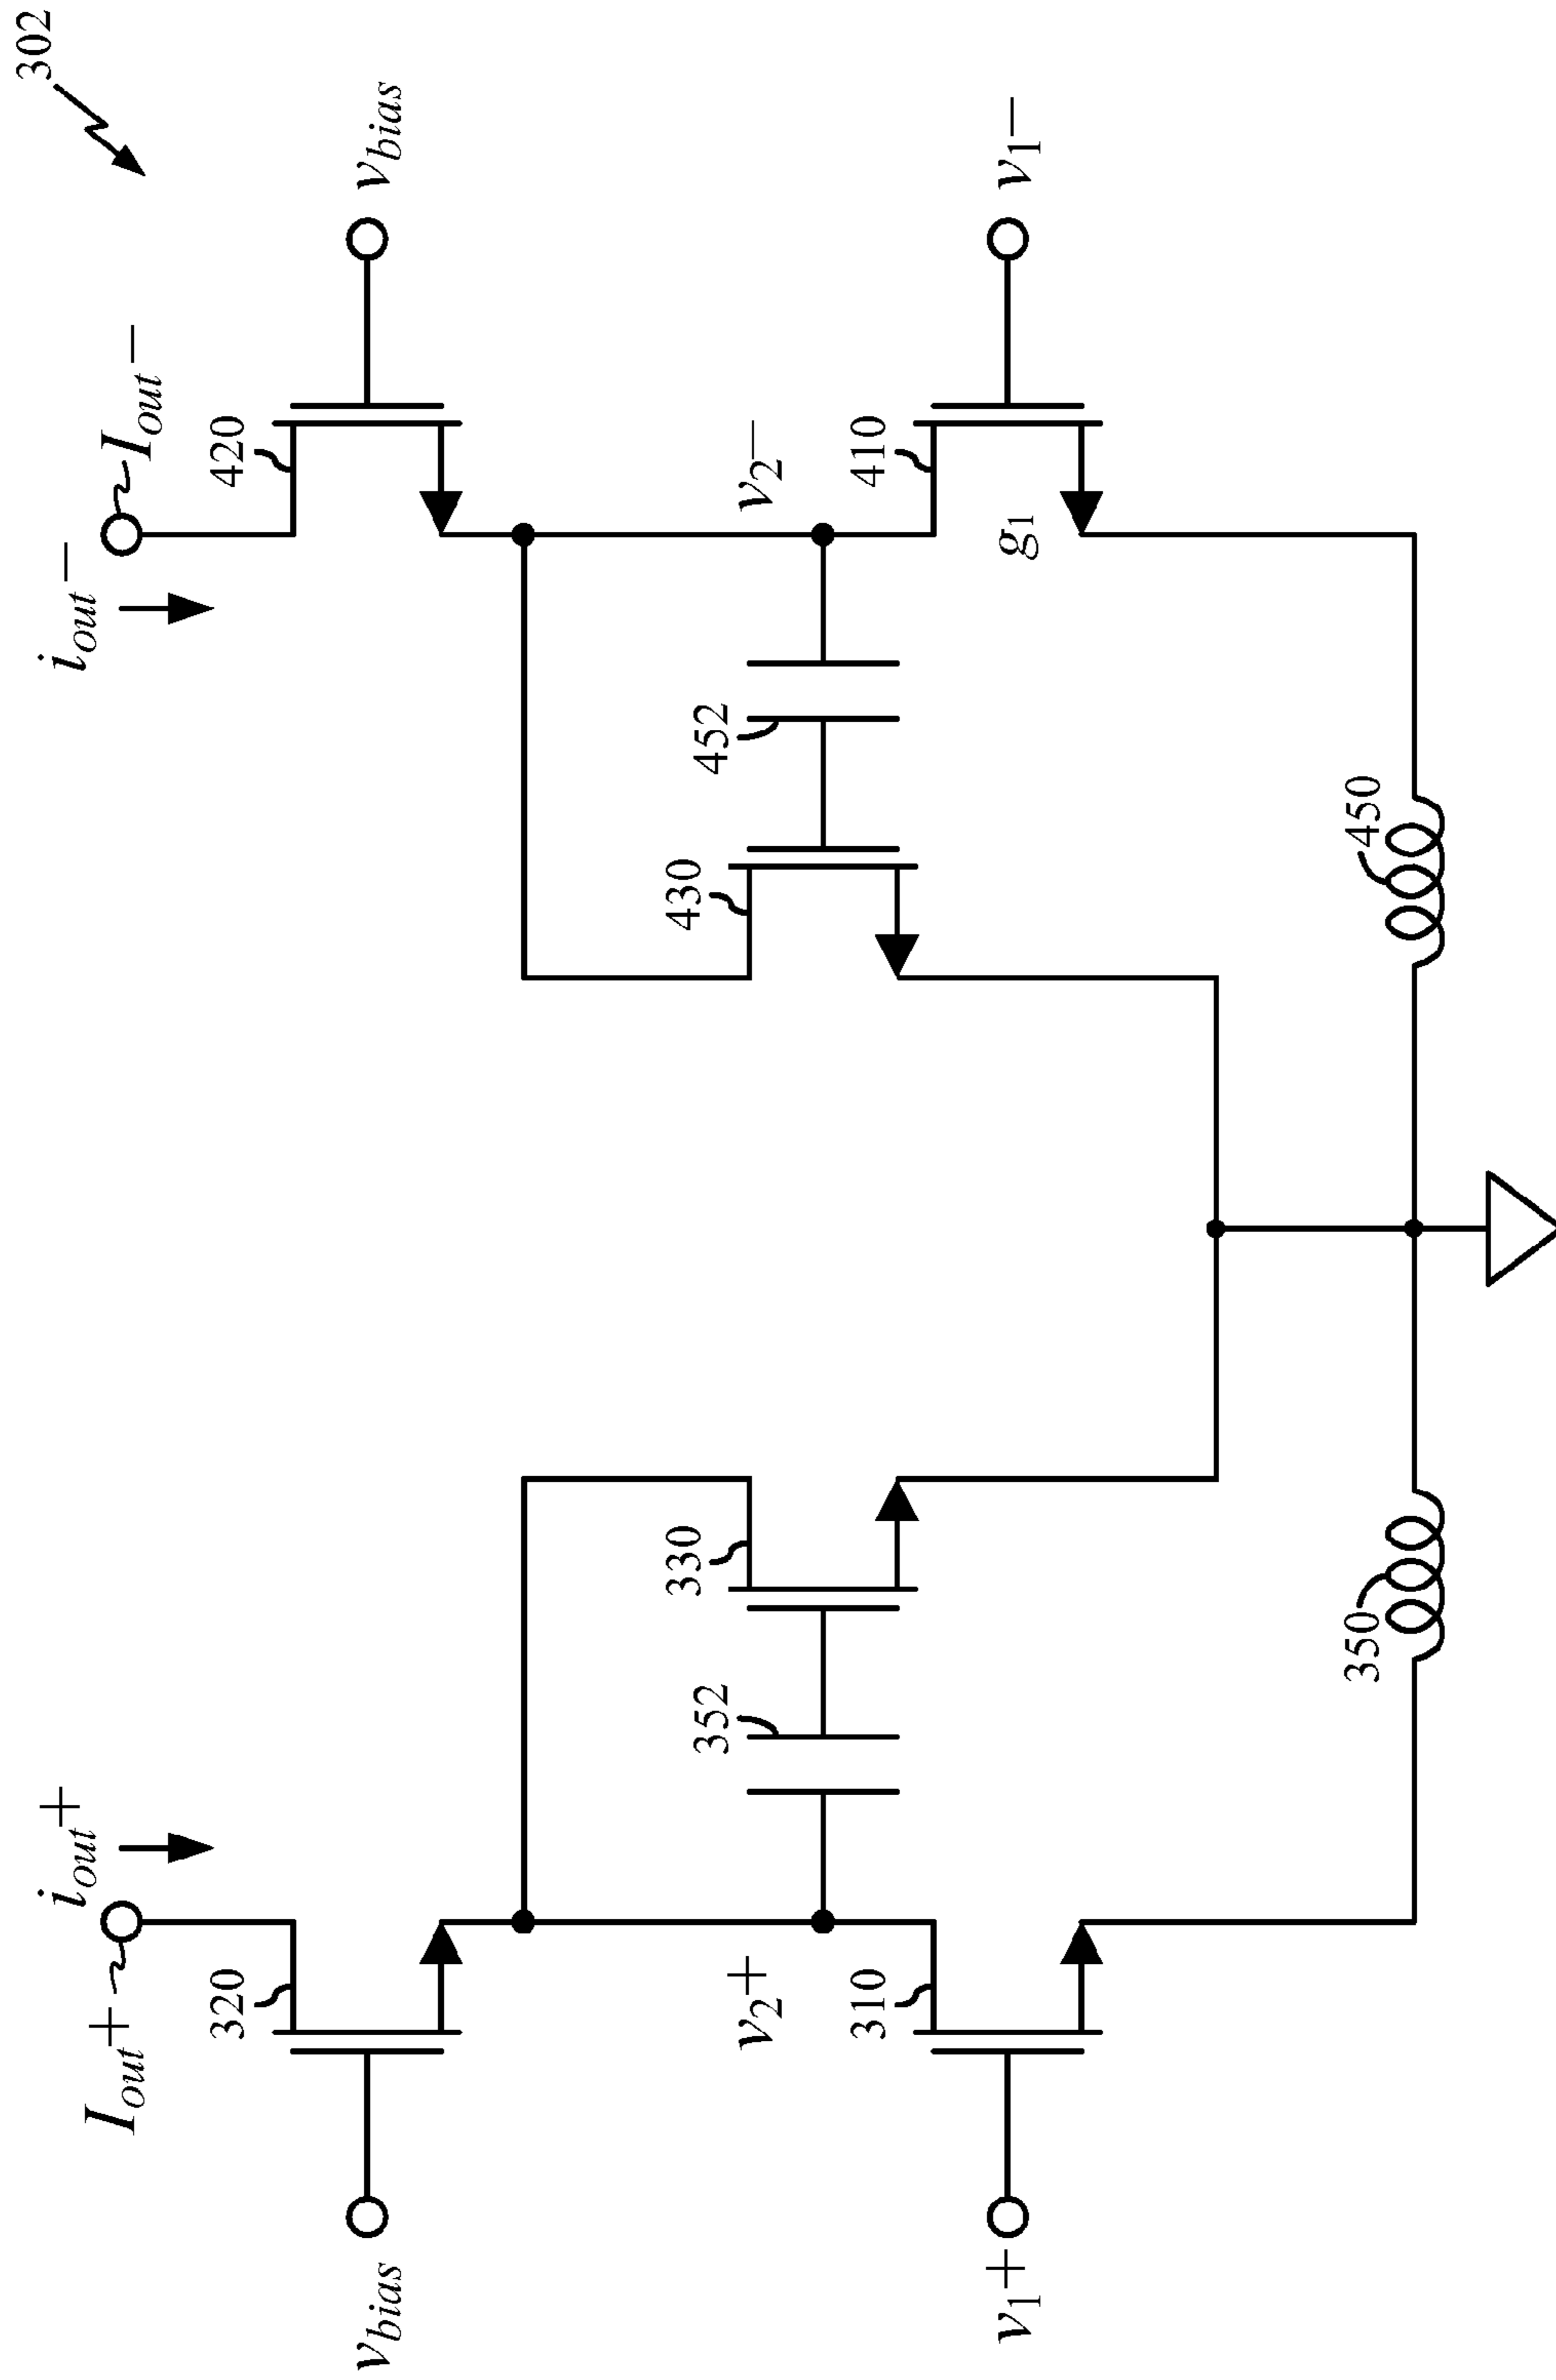 302
i_out+
i_out−
I_out+
I_out−
320
420
v_bias
v_bias
v_2+
v_2−
352
330
430
452
310
410
g_1
v_1+
v_1−
350
450